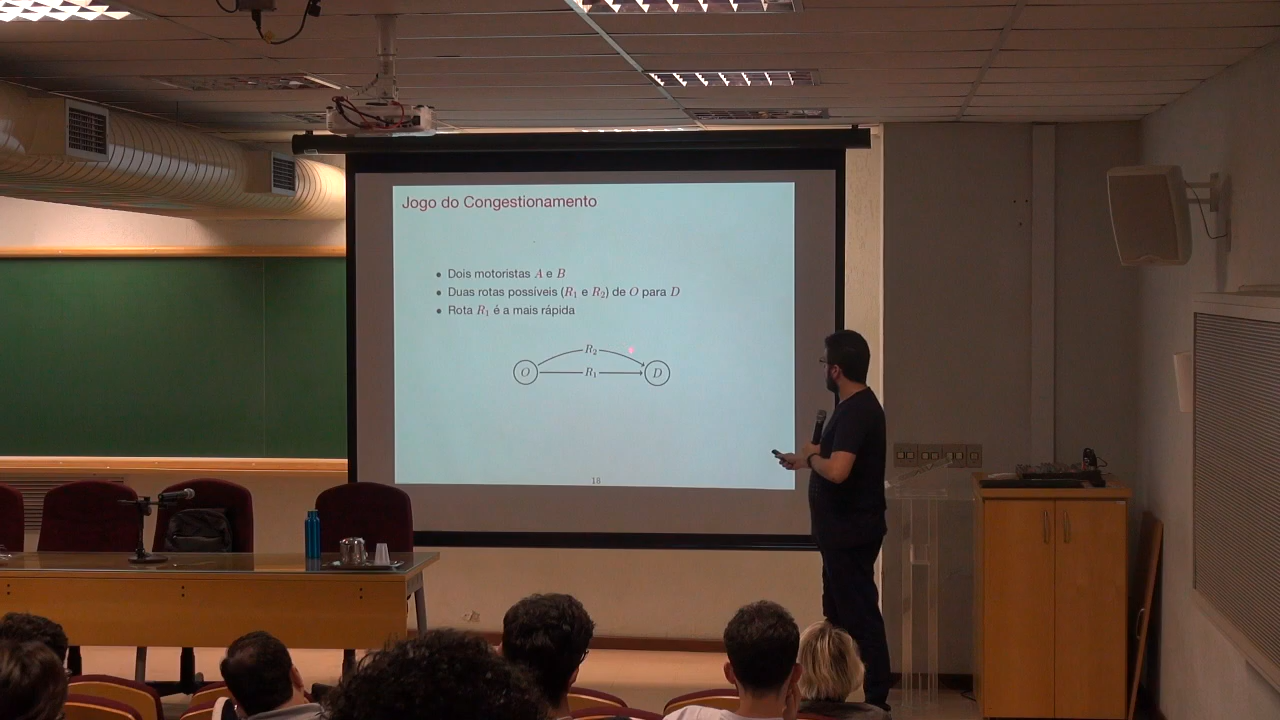 Jogo do Congestionamento
• Dois motoristas A e B
• Duas rotas possíveis (R₁ e R₂) de O para D
• Rota R₁ é a mais rápida
R₂
O R₁ D
18